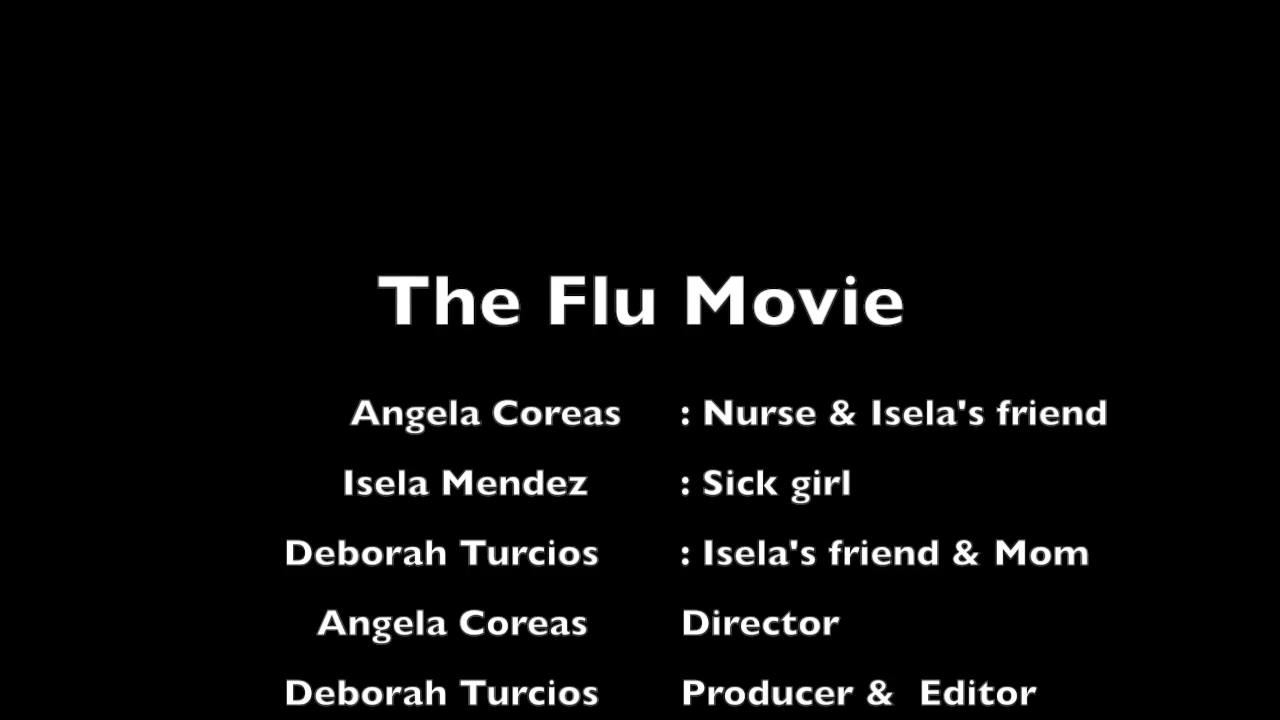 The Flu Movie
Angela Coreas : Nurse & Isela's friend
Isela Mendez : Sick girl
Deborah Turcios : Isela's friend & Mom
Angela Coreas Director
Deborah Turcios Producer &  Editor